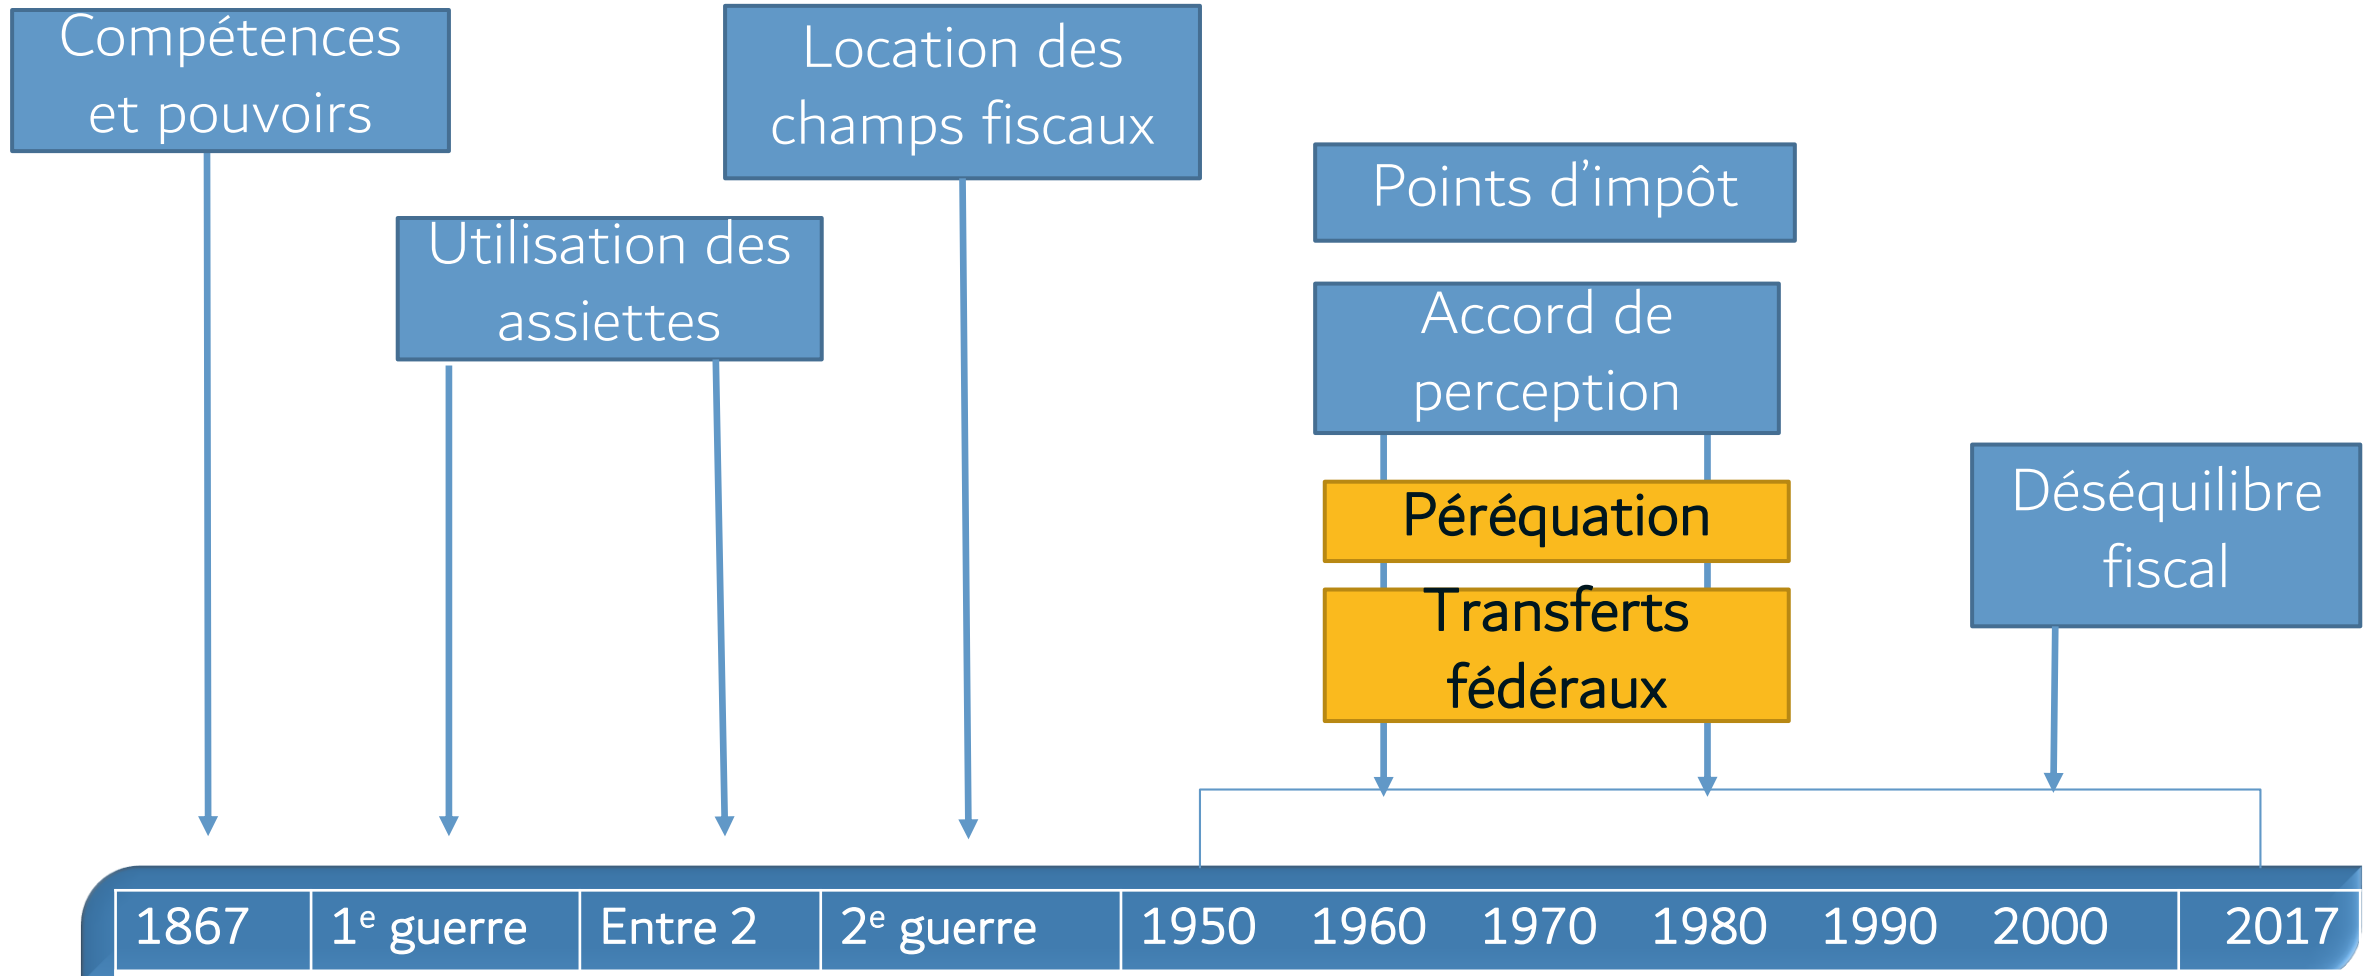 Compétences
et pouvoirs
Location des
champs fiscaux
Points d’impôt
Utilisation des
assiettes
Accord de
perception
Péréquation
Transferts
fédéraux
Déséquilibre
fiscal
1867 1e guerre Entre 2 2e guerre 1950 1960 1970 1980 1990 2000 2017